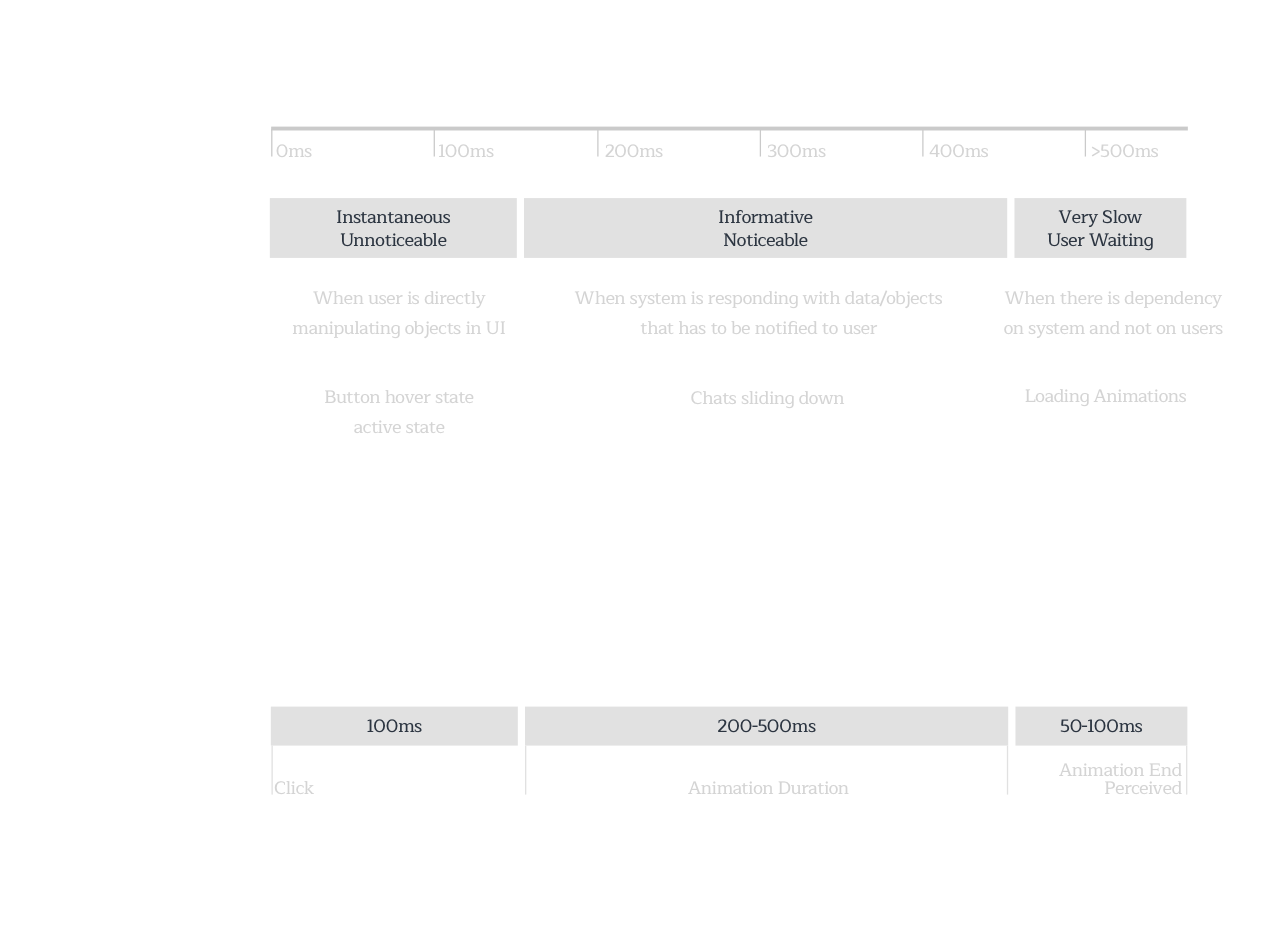 0ms 100ms 200ms 300ms 400ms >500ms
Instantaneous
Unnoticeable
Informative
Noticeable
Very Slow
User Waiting
When user is directly
manipulating objects in UI
When system is responding with data/objects
that has to be notified to user
When there is dependency
on system and not on users
Button hover state
active state
Chats sliding down
Loading Animations
100ms
200-500ms
50-100ms
Click
Animation Duration
Animation End
Perceived